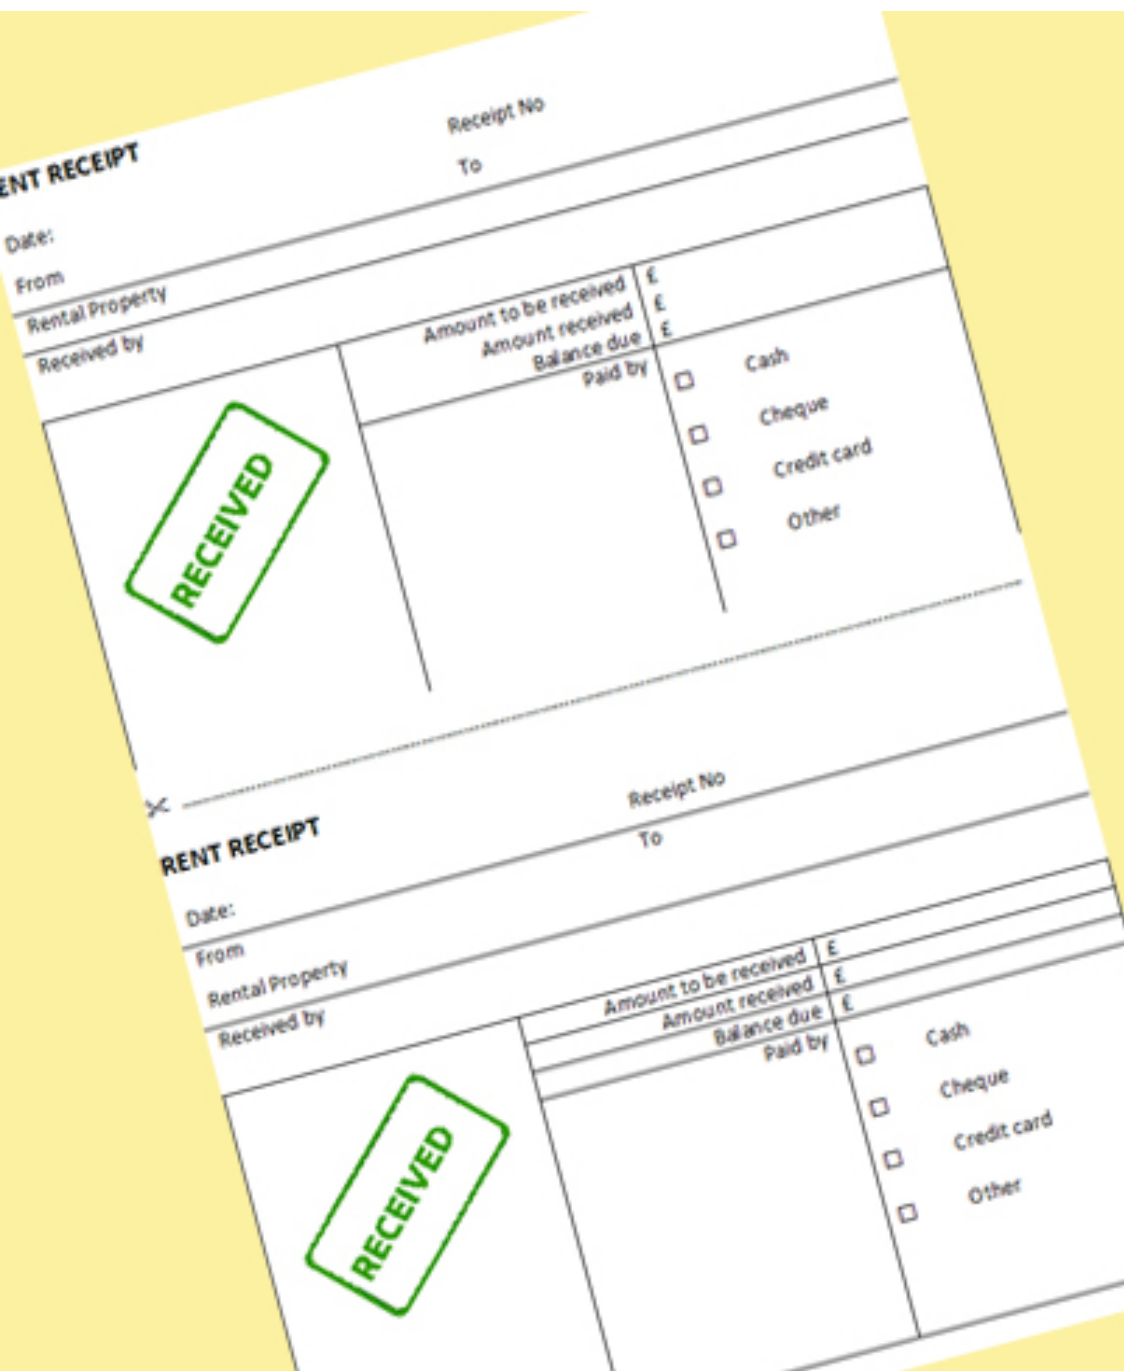 ENT RECEIPT
Receipt No
Date:
To
From
Rental Property
Received by
Amount to be received £
Amount received £
Balance due £
Paid by
Cash
Cheque
Credit card
Other
RECEIVED
RENT RECEIPT
Receipt No
Date:
To
From
Rental Property
Received by
Amount to be received £
Amount received £
Balance due £
Paid by
Cash
Cheque
Credit card
Other
RECEIVED